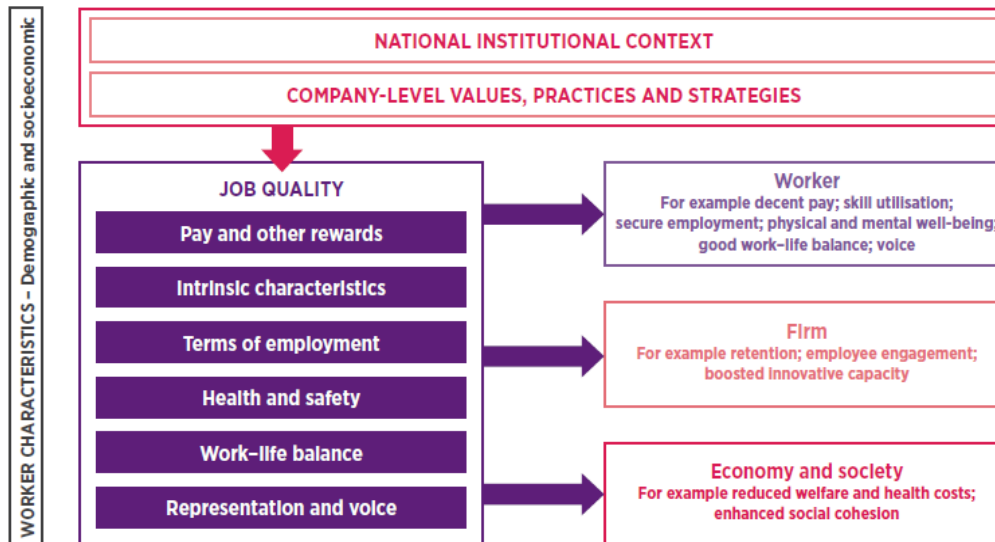 WORKER CHARACTERISTICS – Demographic and socioeconomic
NATIONAL INSTITUTIONAL CONTEXT
COMPANY-LEVEL VALUES, PRACTICES AND STRATEGIES
JOB QUALITY
Pay and other rewards
Intrinsic characteristics
Terms of employment
Health and safety
Work–life balance
Representation and voice
Worker
For example decent pay; skill utilisation;
secure employment; physical and mental well-being;
good work–life balance; voice
Firm
For example retention; employee engagement;
boosted innovative capacity
Economy and society
For example reduced welfare and health costs;
enhanced social cohesion